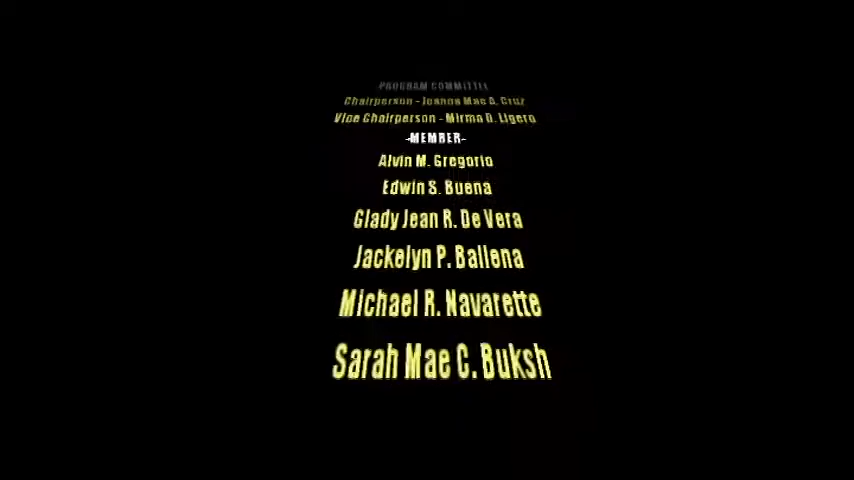 PROGRAM COMMITTEE
Chairperson - Joanna Mae A. Cruz
Vice Chairperson - Mirma D. Ligero
-MEMBER-
Alvin M. Gregorio
Edwin S. Buena
Glady Jean R. De Vera
Jackelyn P. Ballena
Michael R. Navarette
Sarah Mae C. Buksh